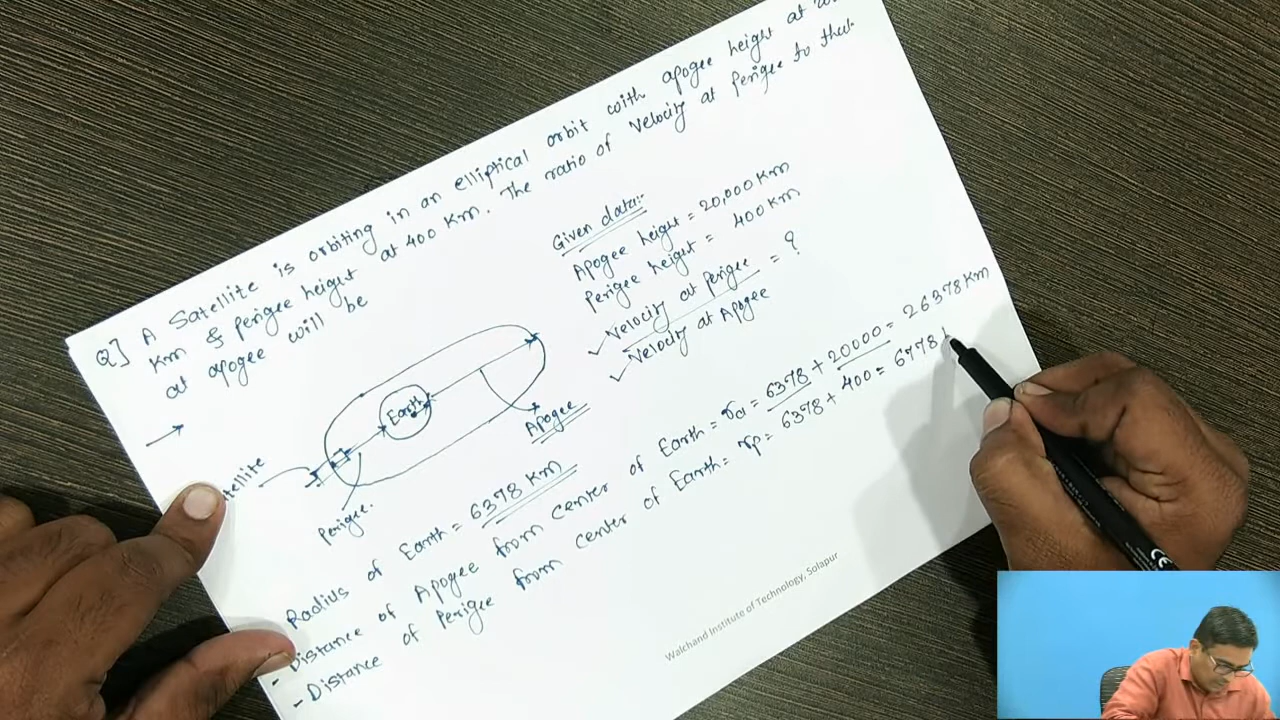 Q] A Satellite is orbiting in an elliptical orbit with apogee height at
Km & perigee height at 400 Km. The ratio of velocity at perigee to that
at apogee will be
Given data:-
Apogee height = 20,000 Km
Perigee height = 400 Km
Velocity at perigee = ?
Velocity at Apogee
Earth
Apogee
Perigee.
Radius of Earth = 6378 Km
- Distance of Apogee from center of Earth = ra = 6378 + 20000 = 26378 Km
- Distance of Perigee from center of Earth = rp = 6378 + 400 = 6778
Walchand Institute of Technology, Solapur